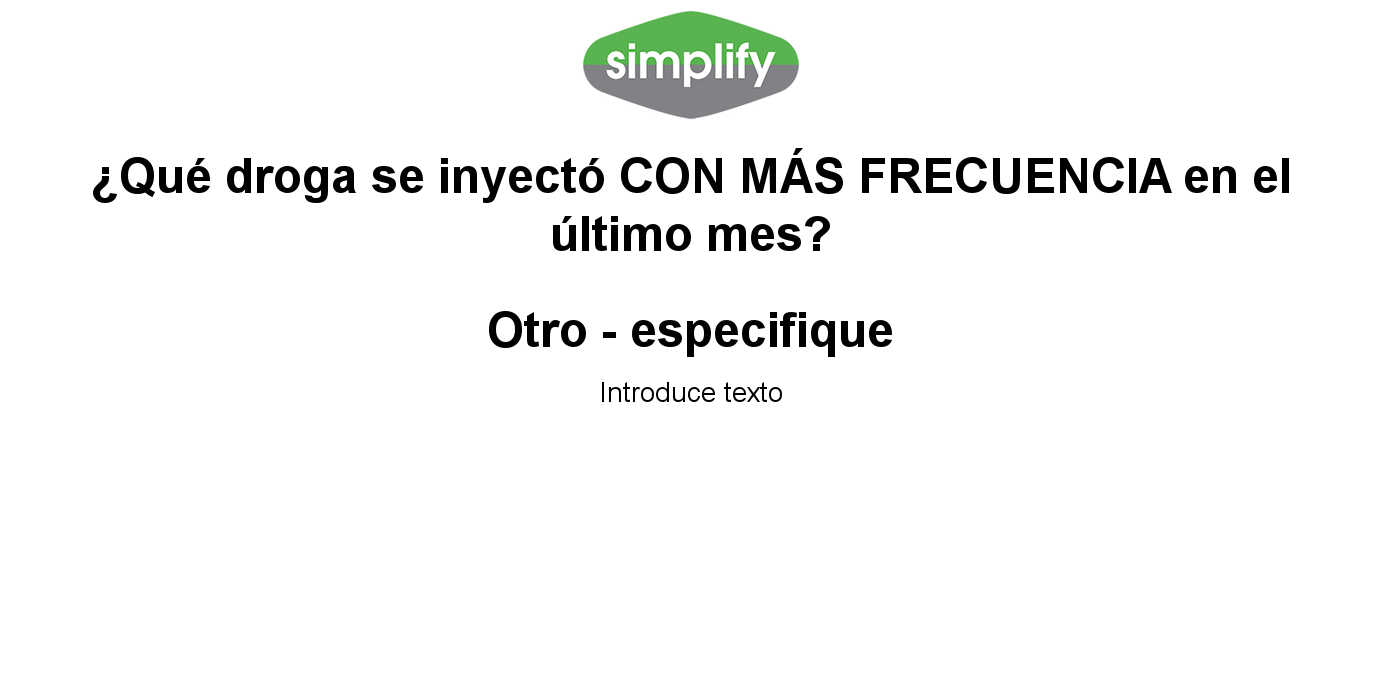 simplify
¿Qué droga se inyectó CON MÁS FRECUENCIA en el
último mes?
Otro - especifique
Introduce texto